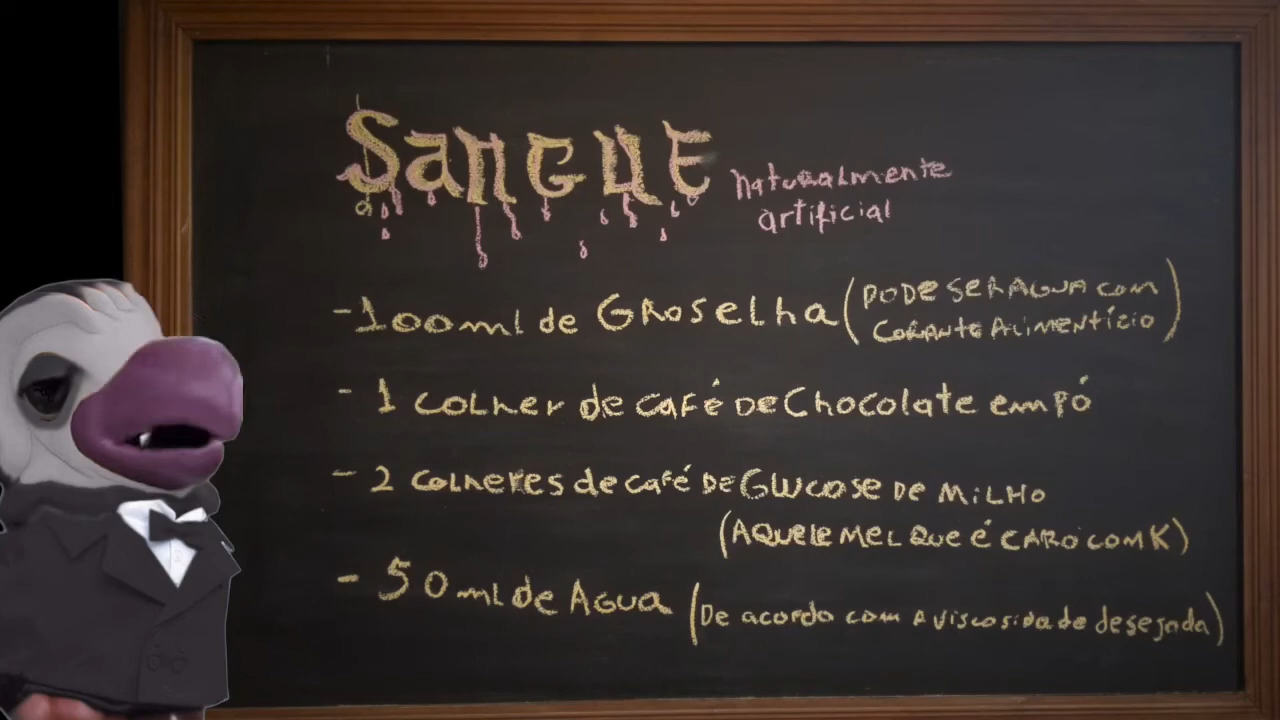 Sangue
naturalmente
artificial
-100ml de Groselha (PODE SER AGUA COM
CORANTE ALIMENTÍCIO)
- 1 COLHER DE CAFÉ DE Chocolate em PÓ
- 2 COLHERES de café DE GLUCOSE DE MILHO
(AQUELE MEL QUE É CARO COM K)
- 50ml de AGUA (De acordo com a viscosidade desejada)